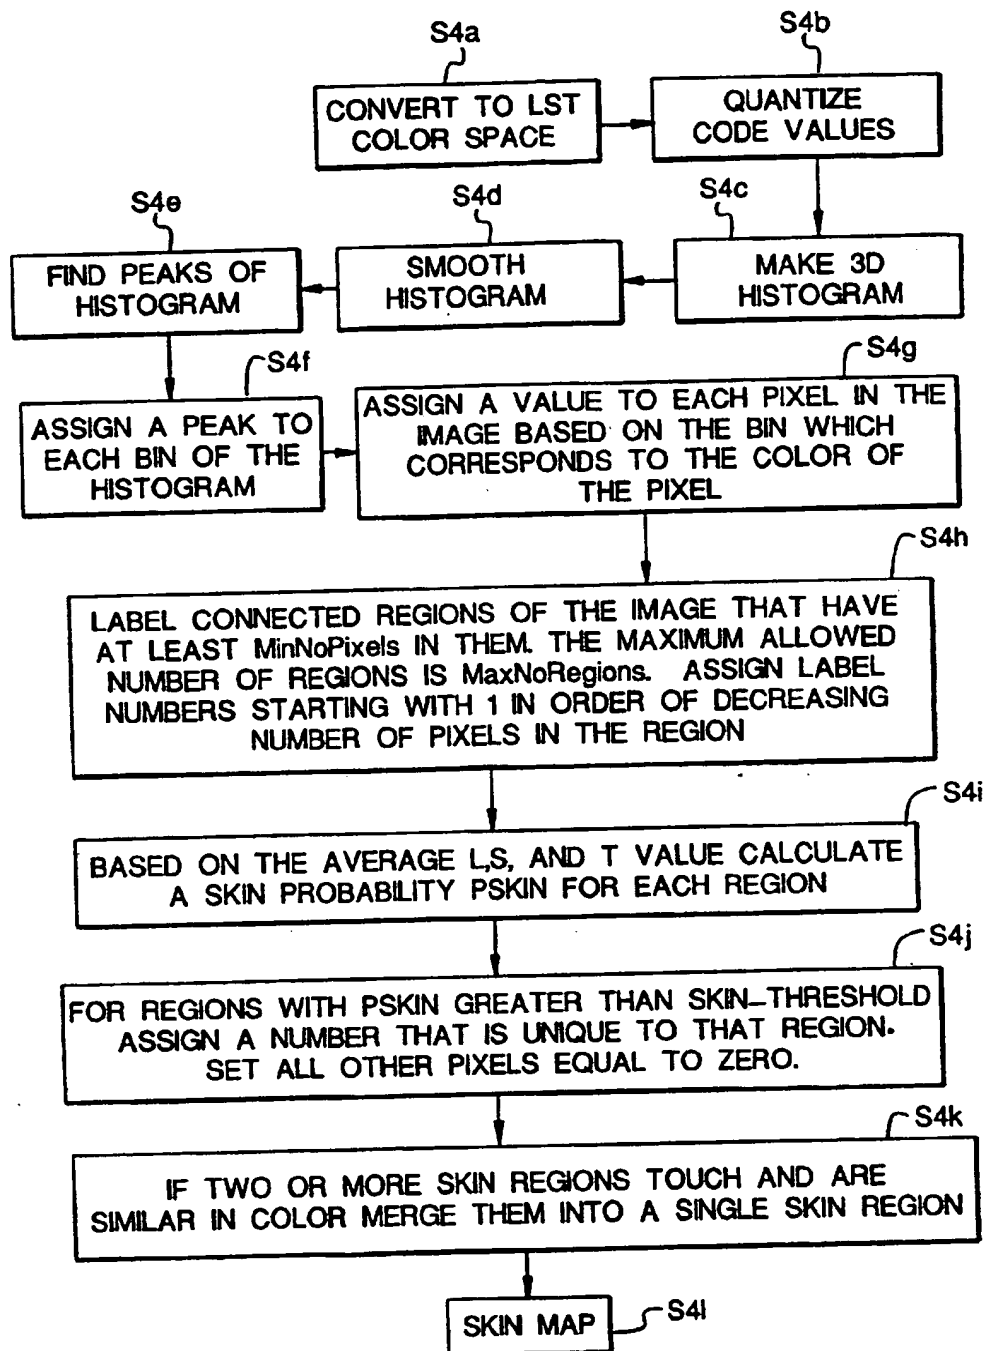 S4a
CONVERT TO LST
COLOR SPACE
S4b
QUANTIZE
CODE VALUES
S4c
MAKE 3D
HISTOGRAM
S4d
SMOOTH
HISTOGRAM
S4e
FIND PEAKS OF
HISTOGRAM
S4f
ASSIGN A PEAK TO
EACH BIN OF THE
HISTOGRAM
S4g
ASSIGN A VALUE TO EACH PIXEL IN THE
IMAGE BASED ON THE BIN WHICH
CORRESPONDS TO THE COLOR OF
THE PIXEL
S4h
LABEL CONNECTED REGIONS OF THE IMAGE THAT HAVE
AT LEAST MinNoPixels IN THEM. THE MAXIMUM ALLOWED
NUMBER OF REGIONS IS MaxNoRegions. ASSIGN LABEL
NUMBERS STARTING WITH 1 IN ORDER OF DECREASING
NUMBER OF PIXELS IN THE REGION
S4i
BASED ON THE AVERAGE L,S, AND T VALUE CALCULATE
A SKIN PROBABILITY PSKIN FOR EACH REGION
S4j
FOR REGIONS WITH PSKIN GREATER THAN SKIN-THRESHOLD
ASSIGN A NUMBER THAT IS UNIQUE TO THAT REGION.
SET ALL OTHER PIXELS EQUAL TO ZERO.
S4k
IF TWO OR MORE SKIN REGIONS TOUCH AND ARE
SIMILAR IN COLOR MERGE THEM INTO A SINGLE SKIN REGION
SKIN MAP
S4l